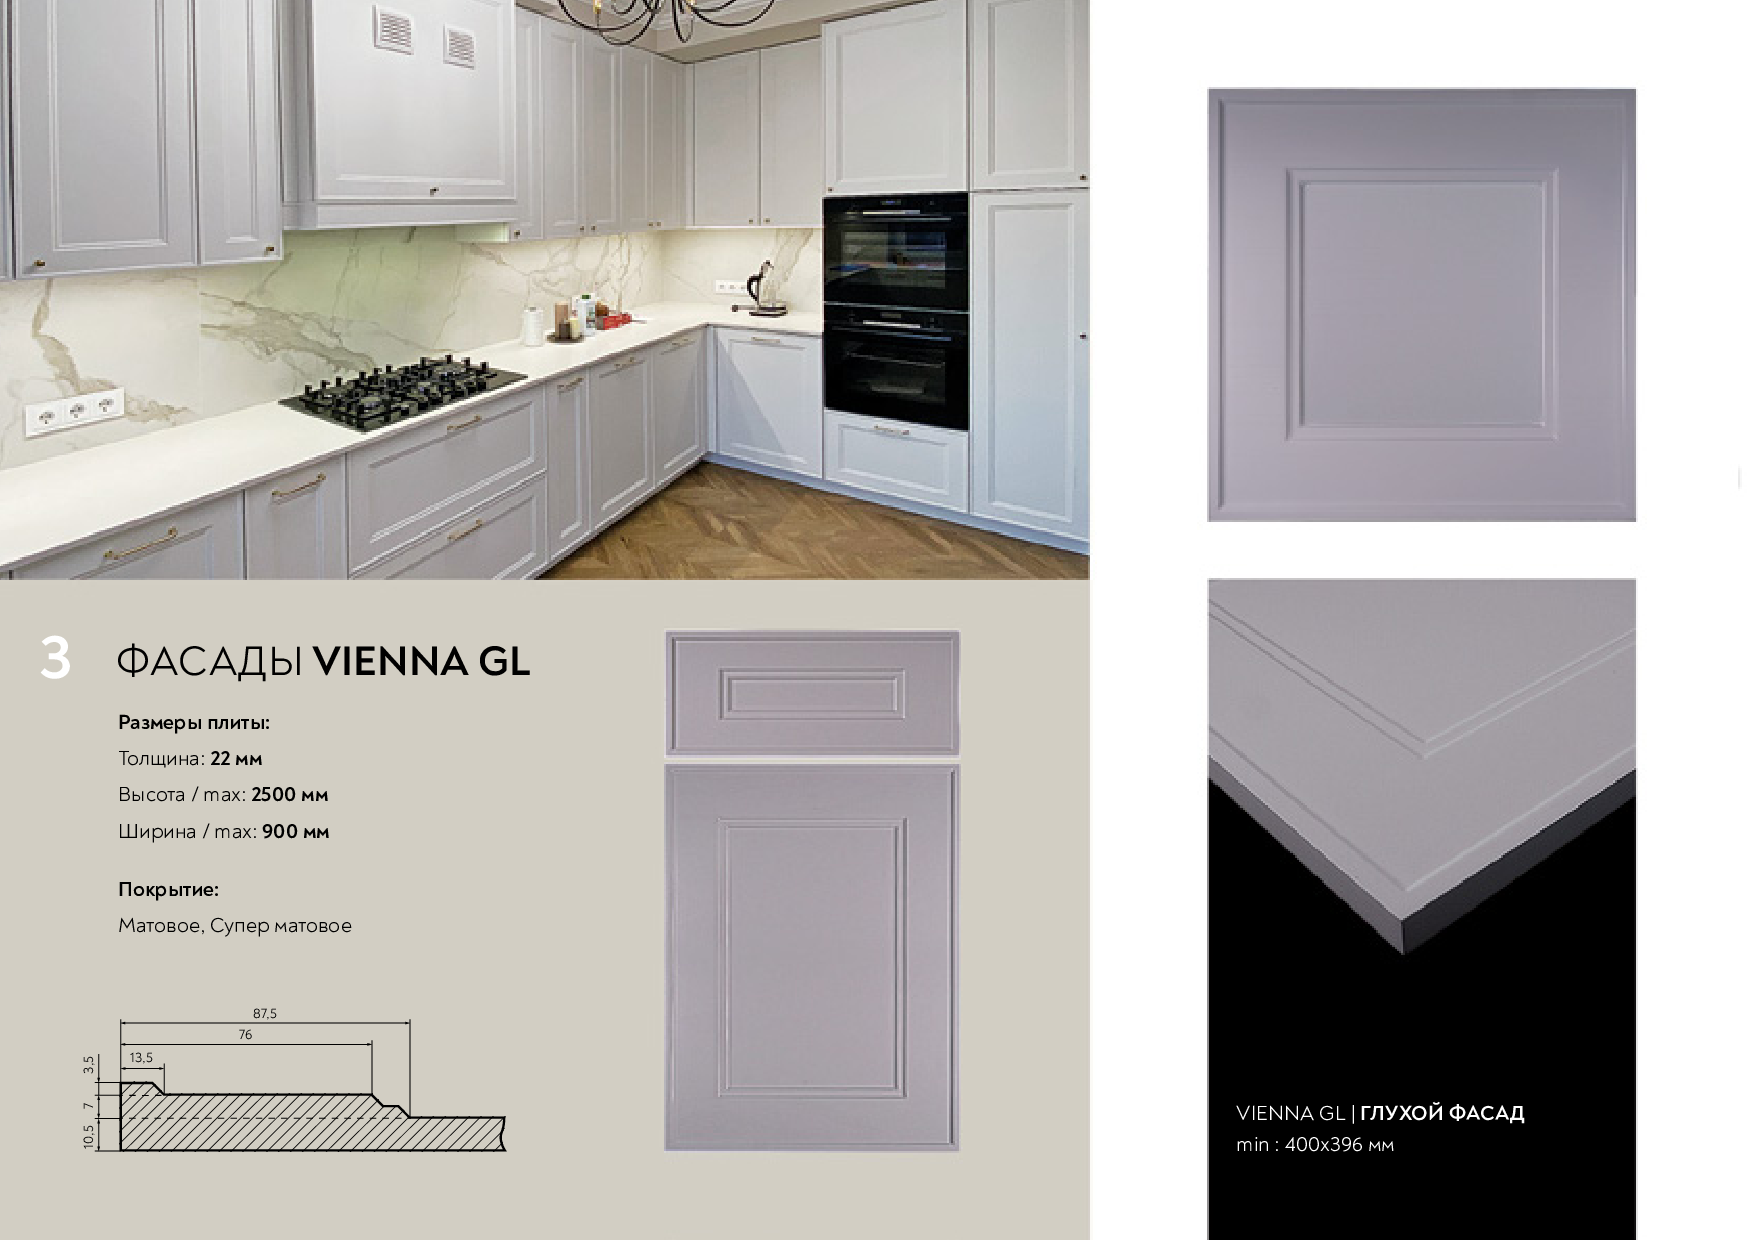 3 ФАСАДЫ VIENNA GL
Размеры плиты:
Толщина: 22 мм
Высота / max: 2500 мм
Ширина / max: 900 мм
Покрытие:
Матовое, Супер матовое
87,5
76
13,5
3,5
7
10,5
VIENNA GL | ГЛУХОЙ ФАСАД
min : 400x396 мм